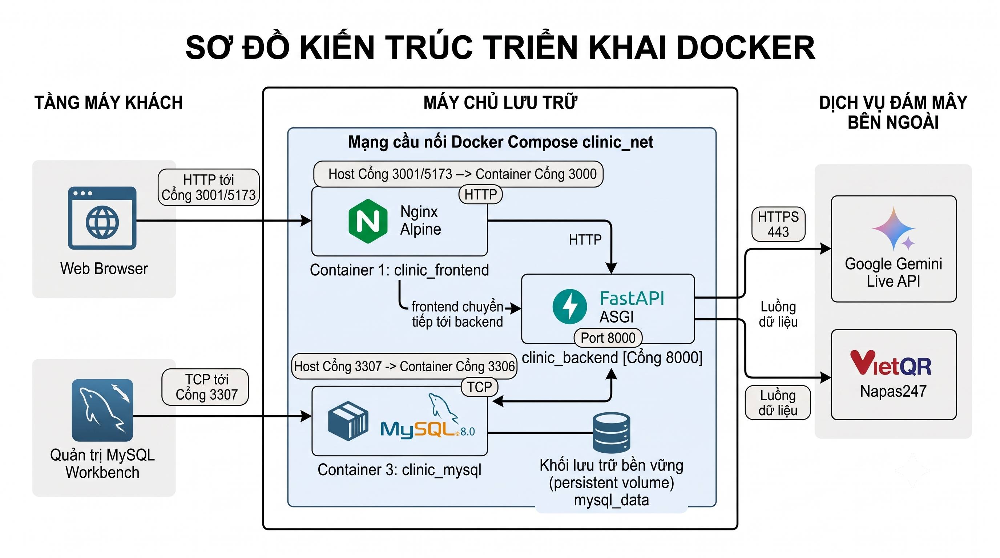 SƠ ĐỒ KIẾN TRÚC TRIỂN KHAI DOCKER
TẦNG MÁY KHÁCH
MÁY CHỦ LƯU TRỮ
DỊCH VỤ ĐÁM MÂY
BÊN NGOÀI
Mạng cầu nối Docker Compose clinic_net
HTTP tới
Cổng 3001/5173
Web Browser
Host Cổng 3001/5173 —> Container Cổng 3000
HTTP
N
Nginx
Alpine
Container 1: clinic_frontend
HTTP
frontend chuyển
tiếp tới backend
FastAPI
ASGI
Port 8000
clinic_backend [Cổng 8000]
HTTPS
443
Google Gemini
Live API
Luồng
dữ liệu
VietQR
Napas247
Luồng
dữ liệu
TCP tới
Cổng 3307
Quản trị MySQL
Workbench
Host Cổng 3307 -> Container Cổng 3306
TCP
MySQL® 8.0
Container 3: clinic_mysql
Khối lưu trữ bền vững
(persistent volume)
mysql_data